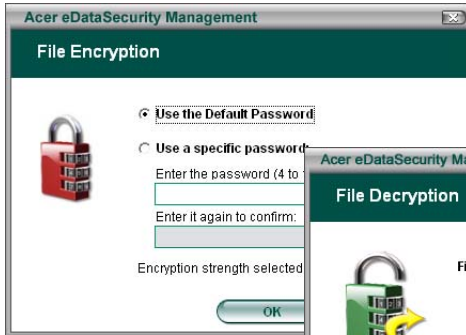 Acer eDataSecurity Management
File Encryption
Use the Default Password
Use a specific password:
Enter the password (4 to
Enter it again to confirm:
Encryption strength selected
OK
Acer eDataSecurity
File Decryption